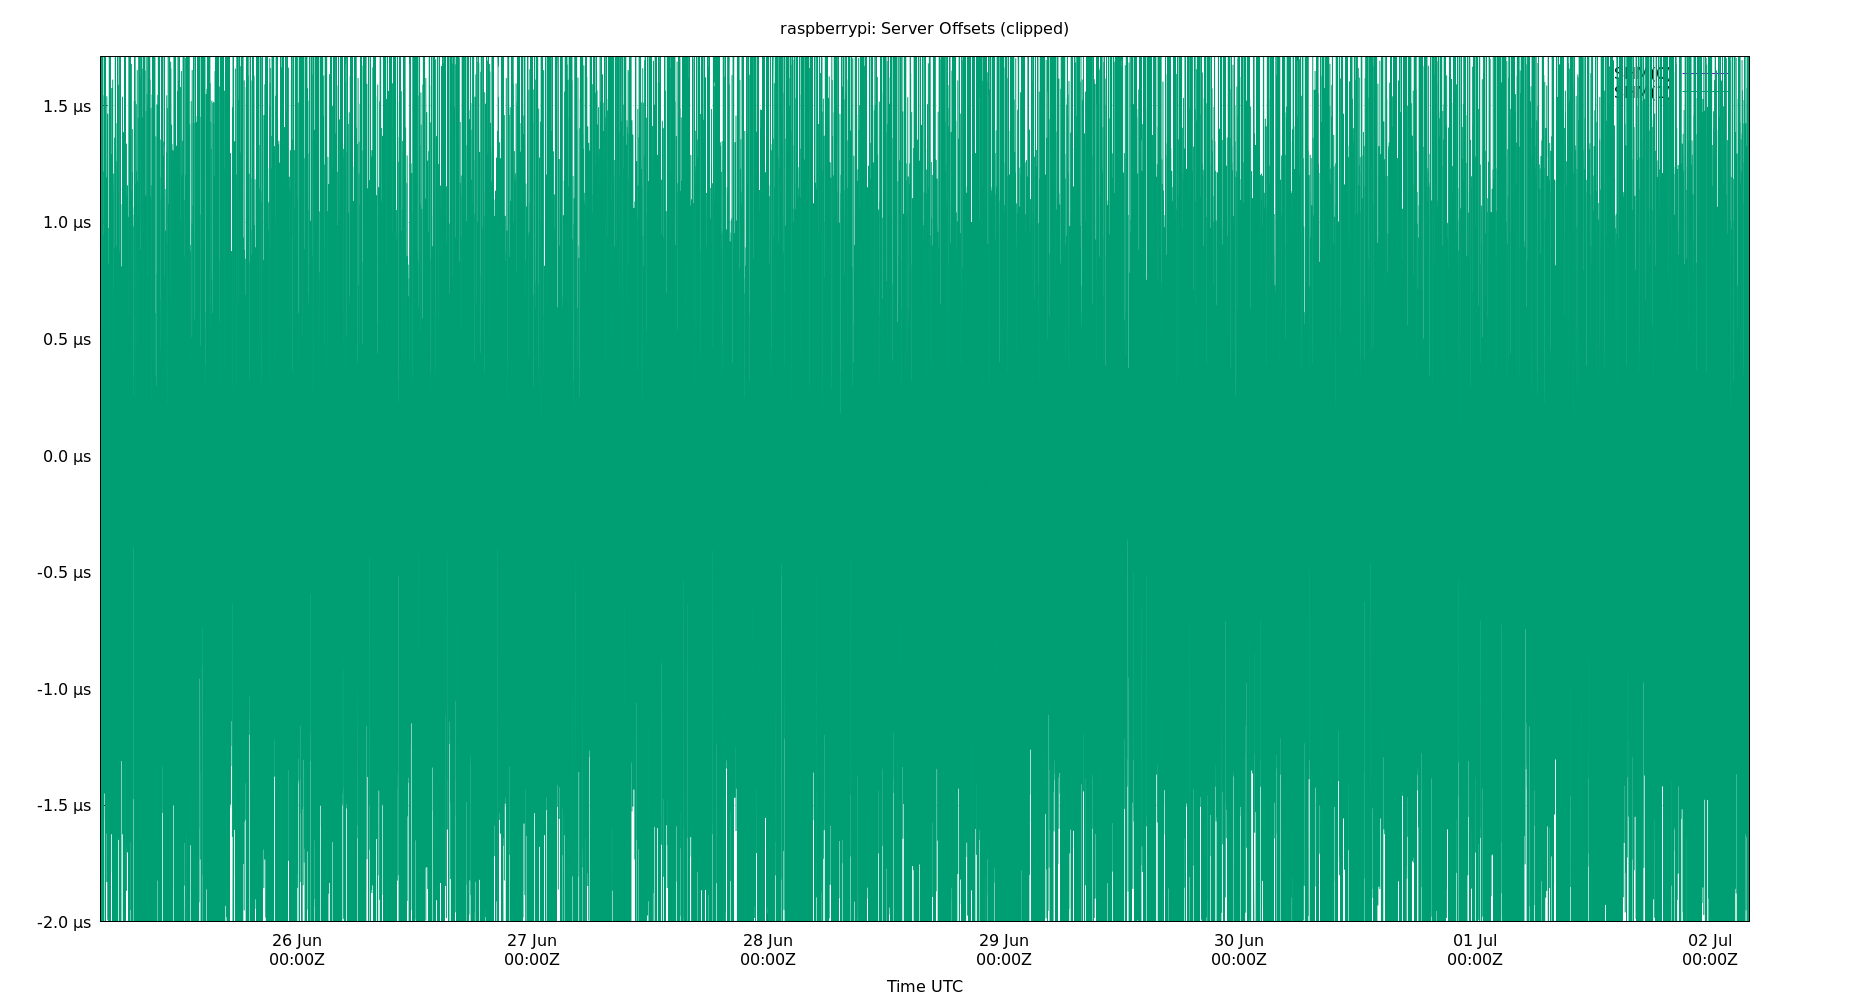 raspberrypi: Server Offsets (clipped)
1.5 µs
1.0 µs
0.5 µs
0.0 µs
-0.5 µs
-1.0 µs
-1.5 µs
-2.0 µs
26 Jun
00:00Z
27 Jun
00:00Z
28 Jun
00:00Z
29 Jun
00:00Z
30 Jun
00:00Z
01 Jul
00:00Z
02 Jul
00:00Z
Time UTC